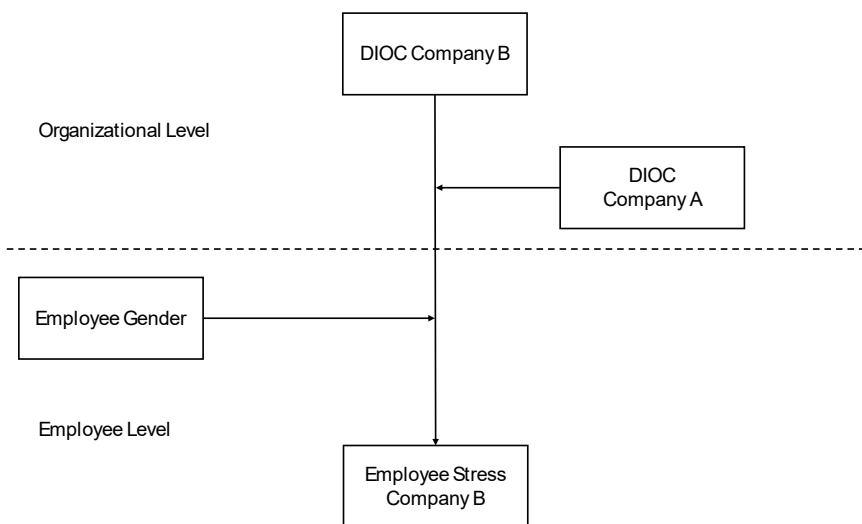 DIOC Company B
Organizational Level
DIOC
Company A
Employee Gender
Employee Level
Employee Stress
Company B